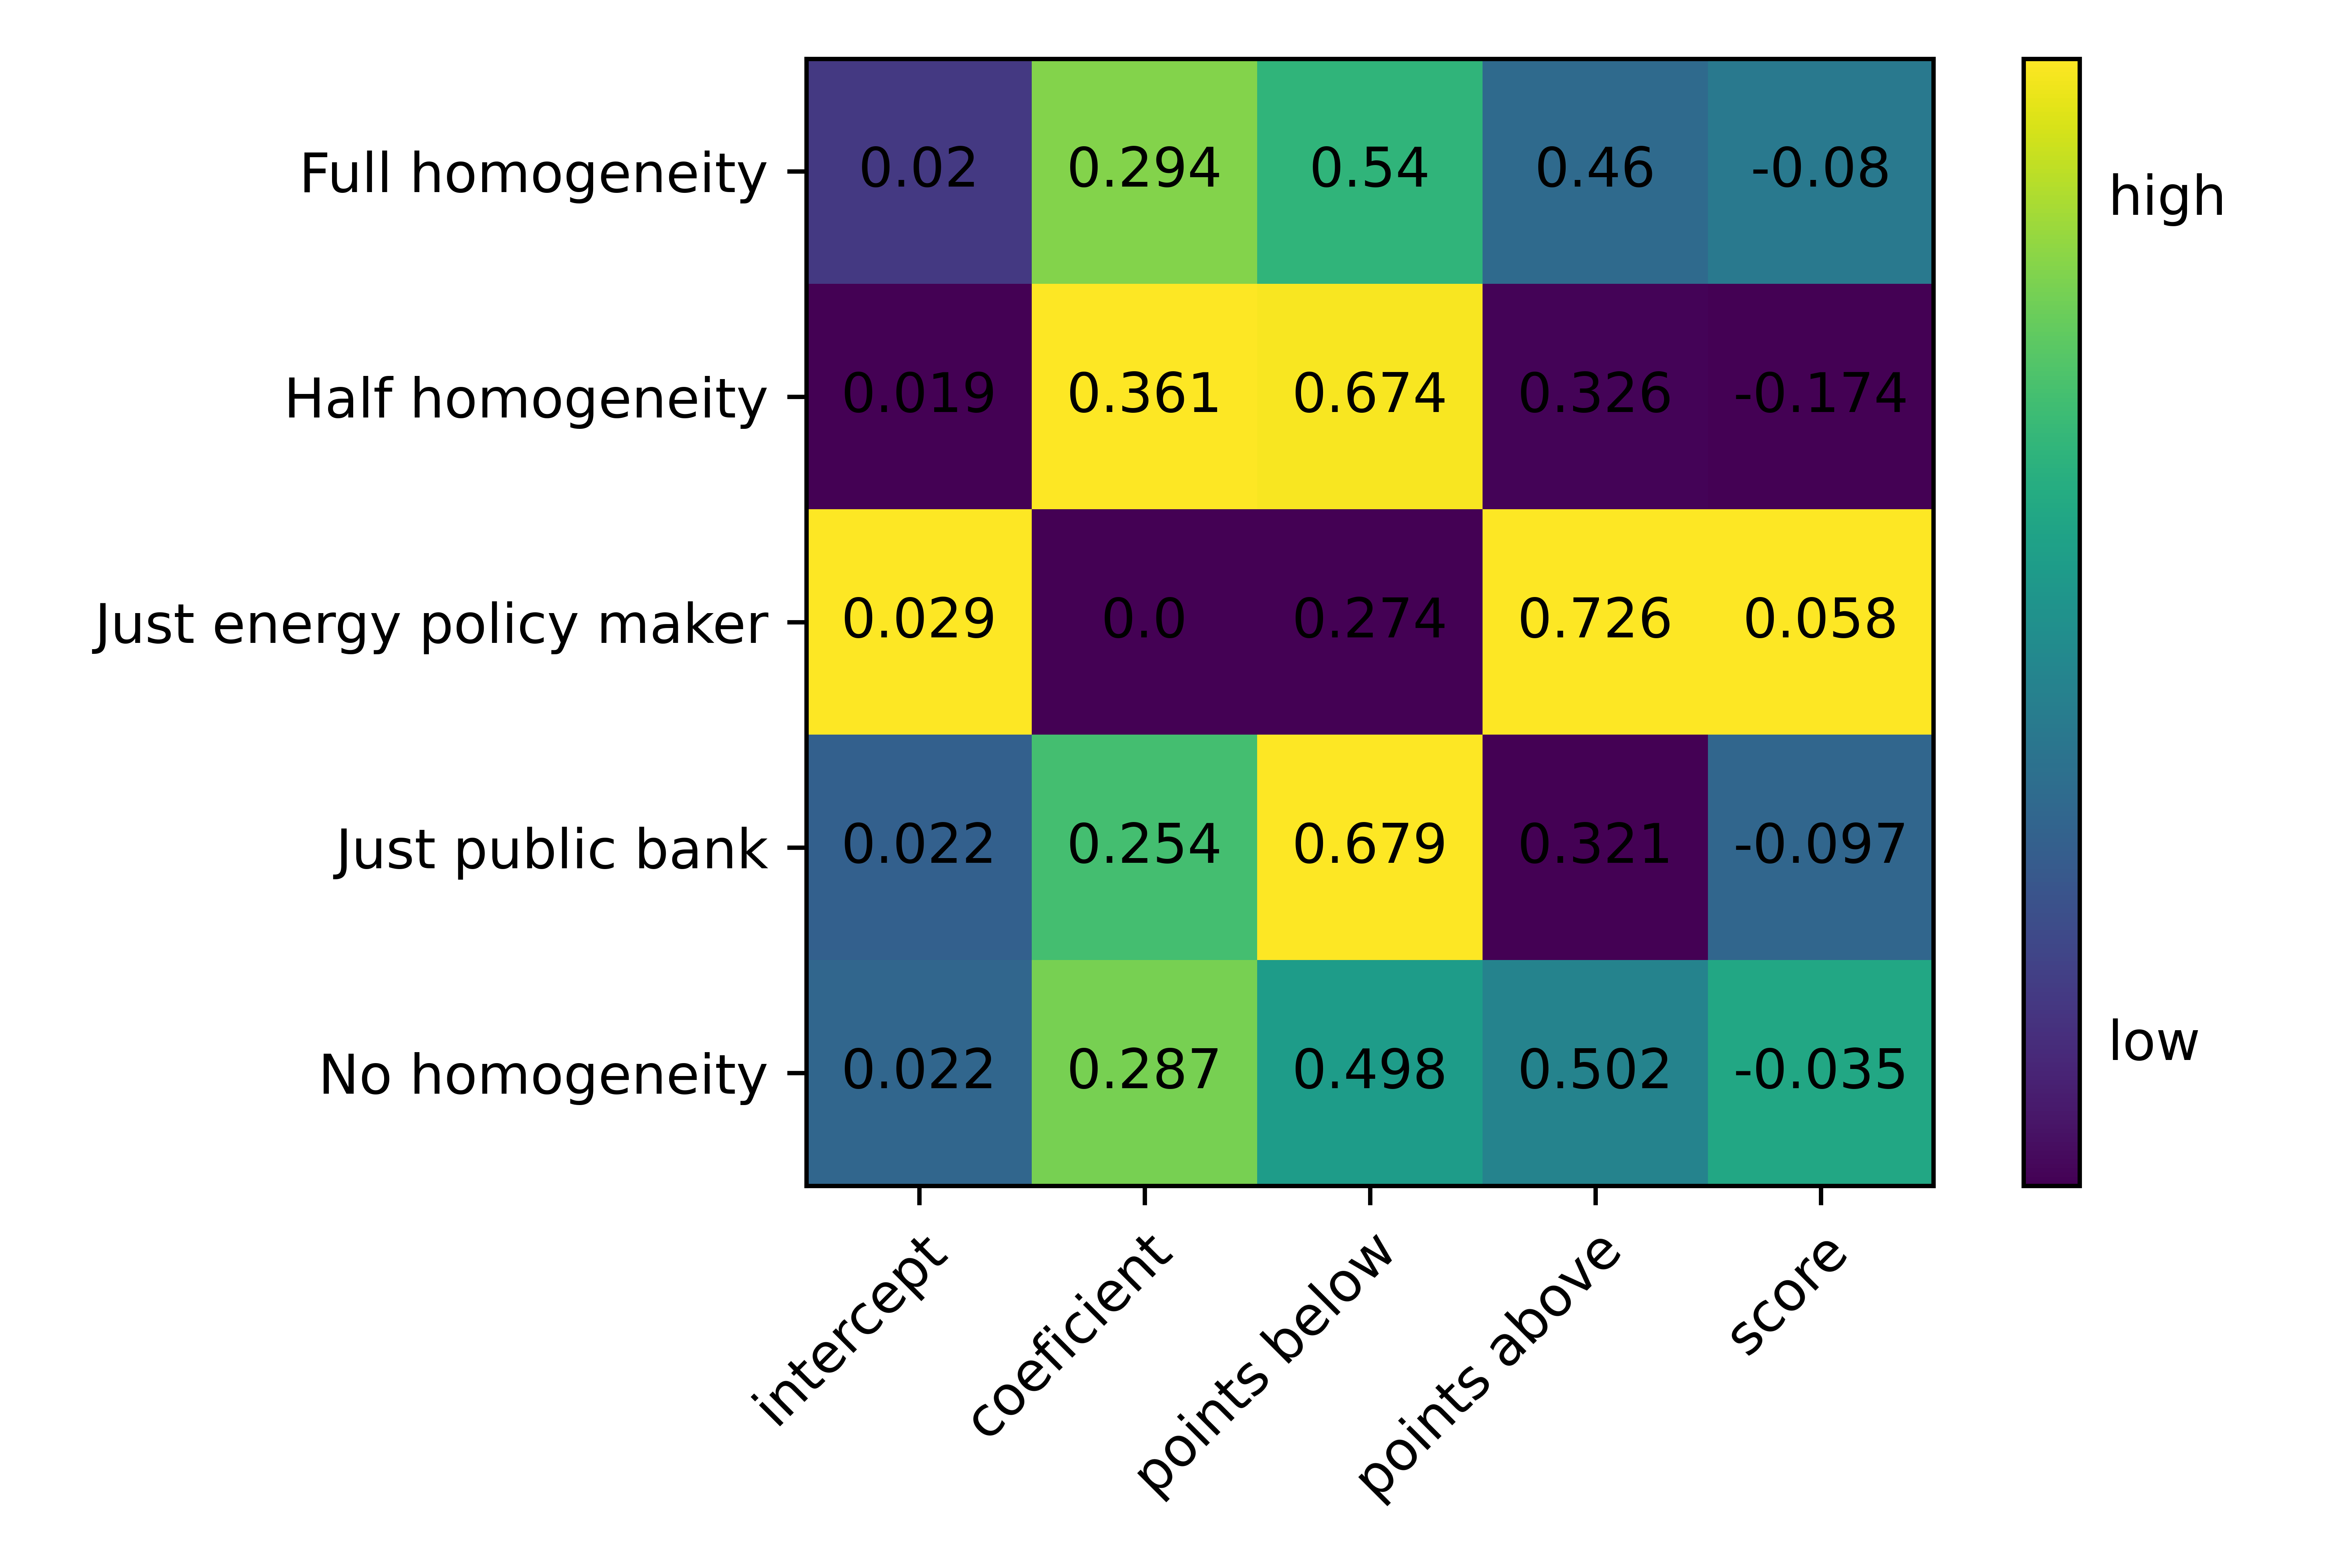 Full homogeneity 0.02 0.294 0.54 0.46 -0.08
high
Half homogeneity 0.019 0.361 0.674 0.326 -0.174
Just energy policy maker 0.029 0.0 0.274 0.726 0.058
Just public bank 0.022 0.254 0.679 0.321 -0.097
low
No homogeneity 0.022 0.287 0.498 0.502 -0.035
intercept
coeficient
points below
points above
score